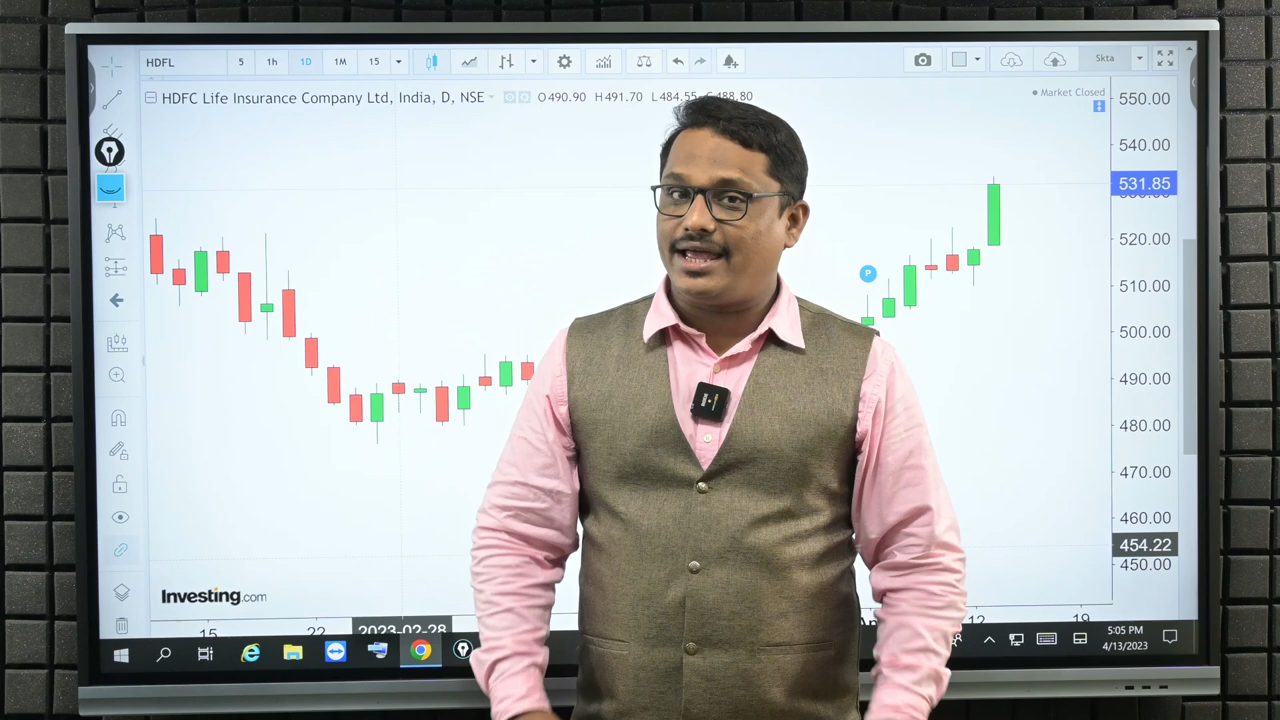 HDFL 5 1h 1D 1M 15 Skta
HDFC Life Insurance Company Ltd, India, D, NSE O490.90 H491.70 L484.55 C488.80
Market Closed
550.00
540.00
531.85
520.00
P
510.00
500.00
490.00
480.00
470.00
460.00
454.22
450.00
Investing.com
15 22 2023-02-28 12 19
5:05 PM
4/13/2023